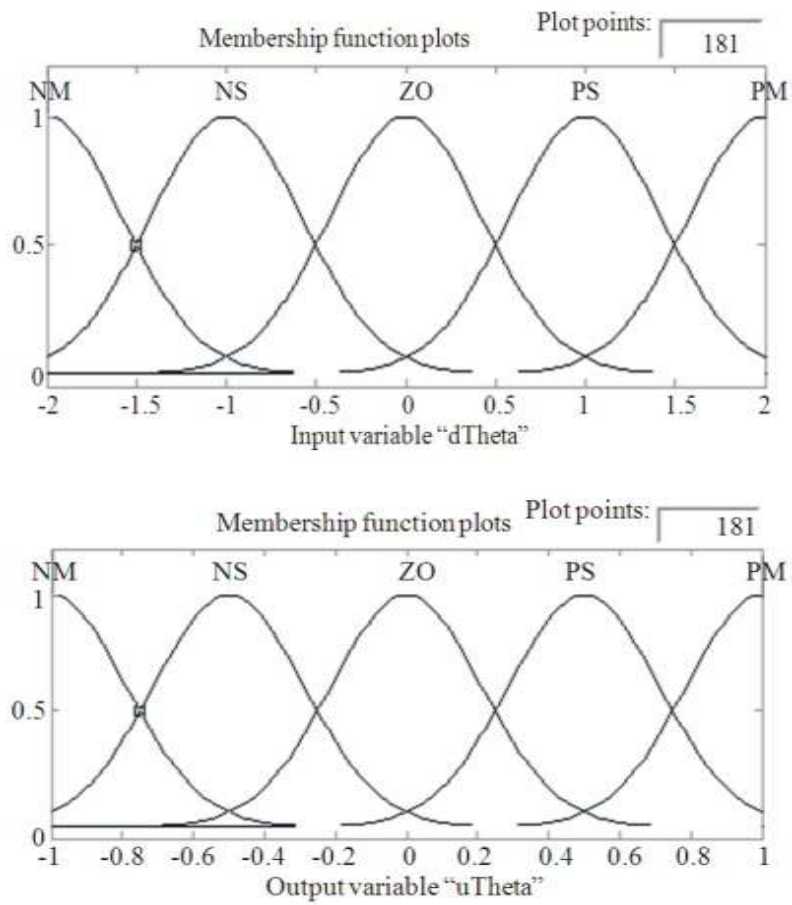 Membership function plots Plot points: 181
NM NS ZO PS PM
1
0.5
0
-2 -1.5 -1 -0.5 0 0.5 1 1.5 2
Input variable “dTheta”
Membership function plots Plot points: 181
NM NS ZO PS PM
1
0.5
0
-1 -0.8 -0.6 -0.4 -0.2 0 0.2 0.4 0.6 0.8 1
Output variable “uTheta”